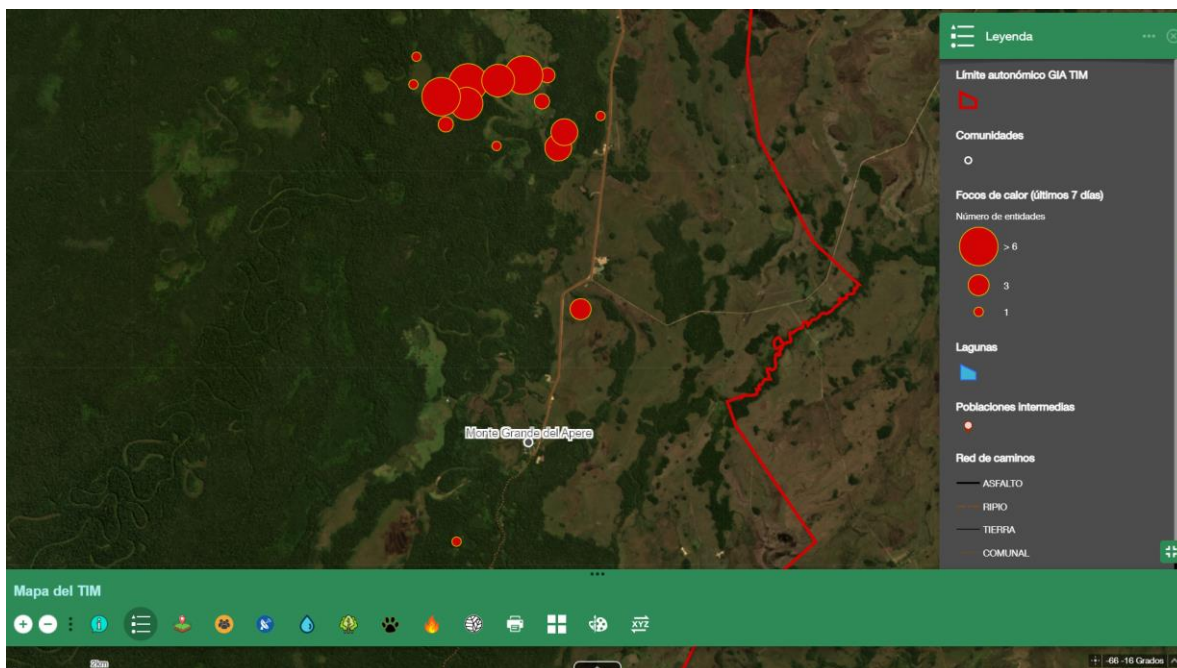 Leyenda
Límite autonómico GIA TIM
Comunidades
Focos de calor (últimos 7 días)
Número de entidades
> 6
3
1
Lagunas
Poblaciones intermedias
Red de caminos
ASFALTO
RIPIO
TIERRA
COMUNAL
Monte Grande del Apere
Mapa del TIM
XYZ
2km
-66 -16 Grados